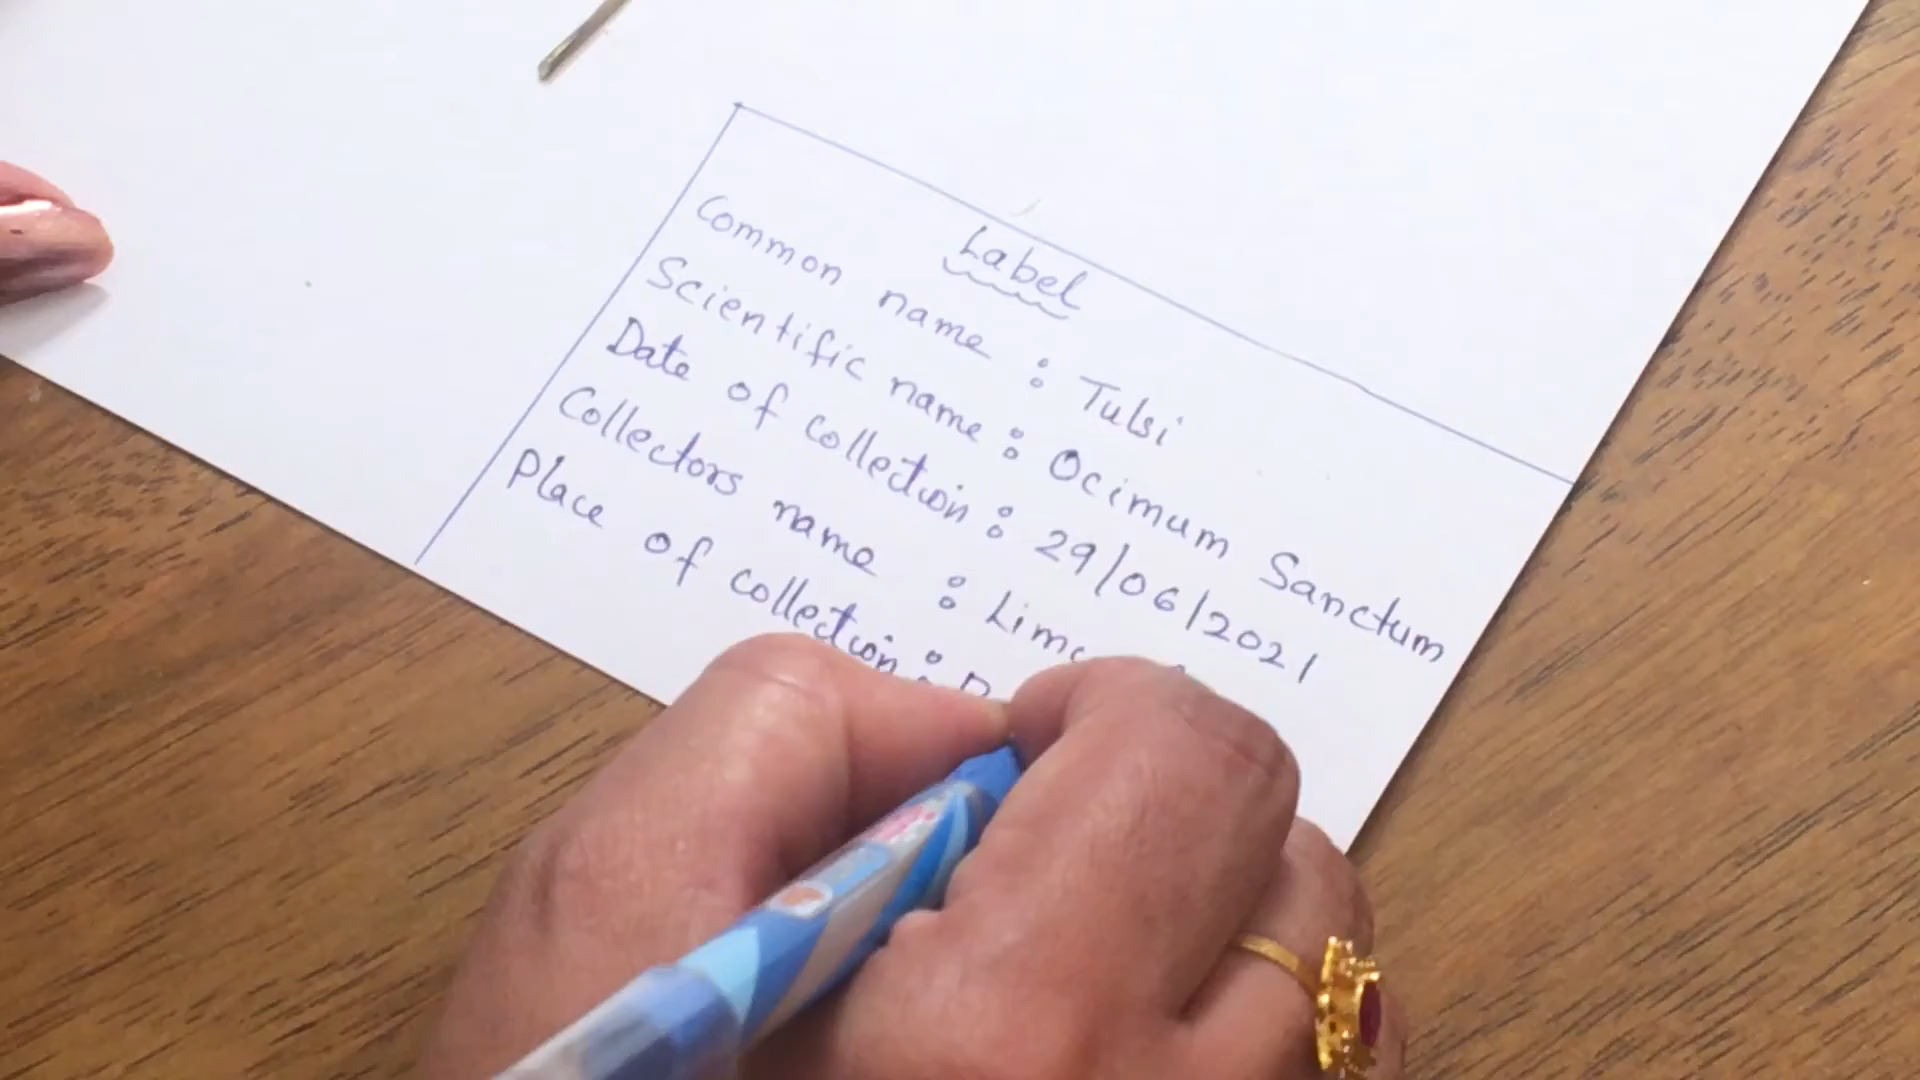 Label
Common name : Tulsi
Scientific name : Ocimum Sanctum
Date of collection : 29/06/2021
Collectors name :
Place of collection :